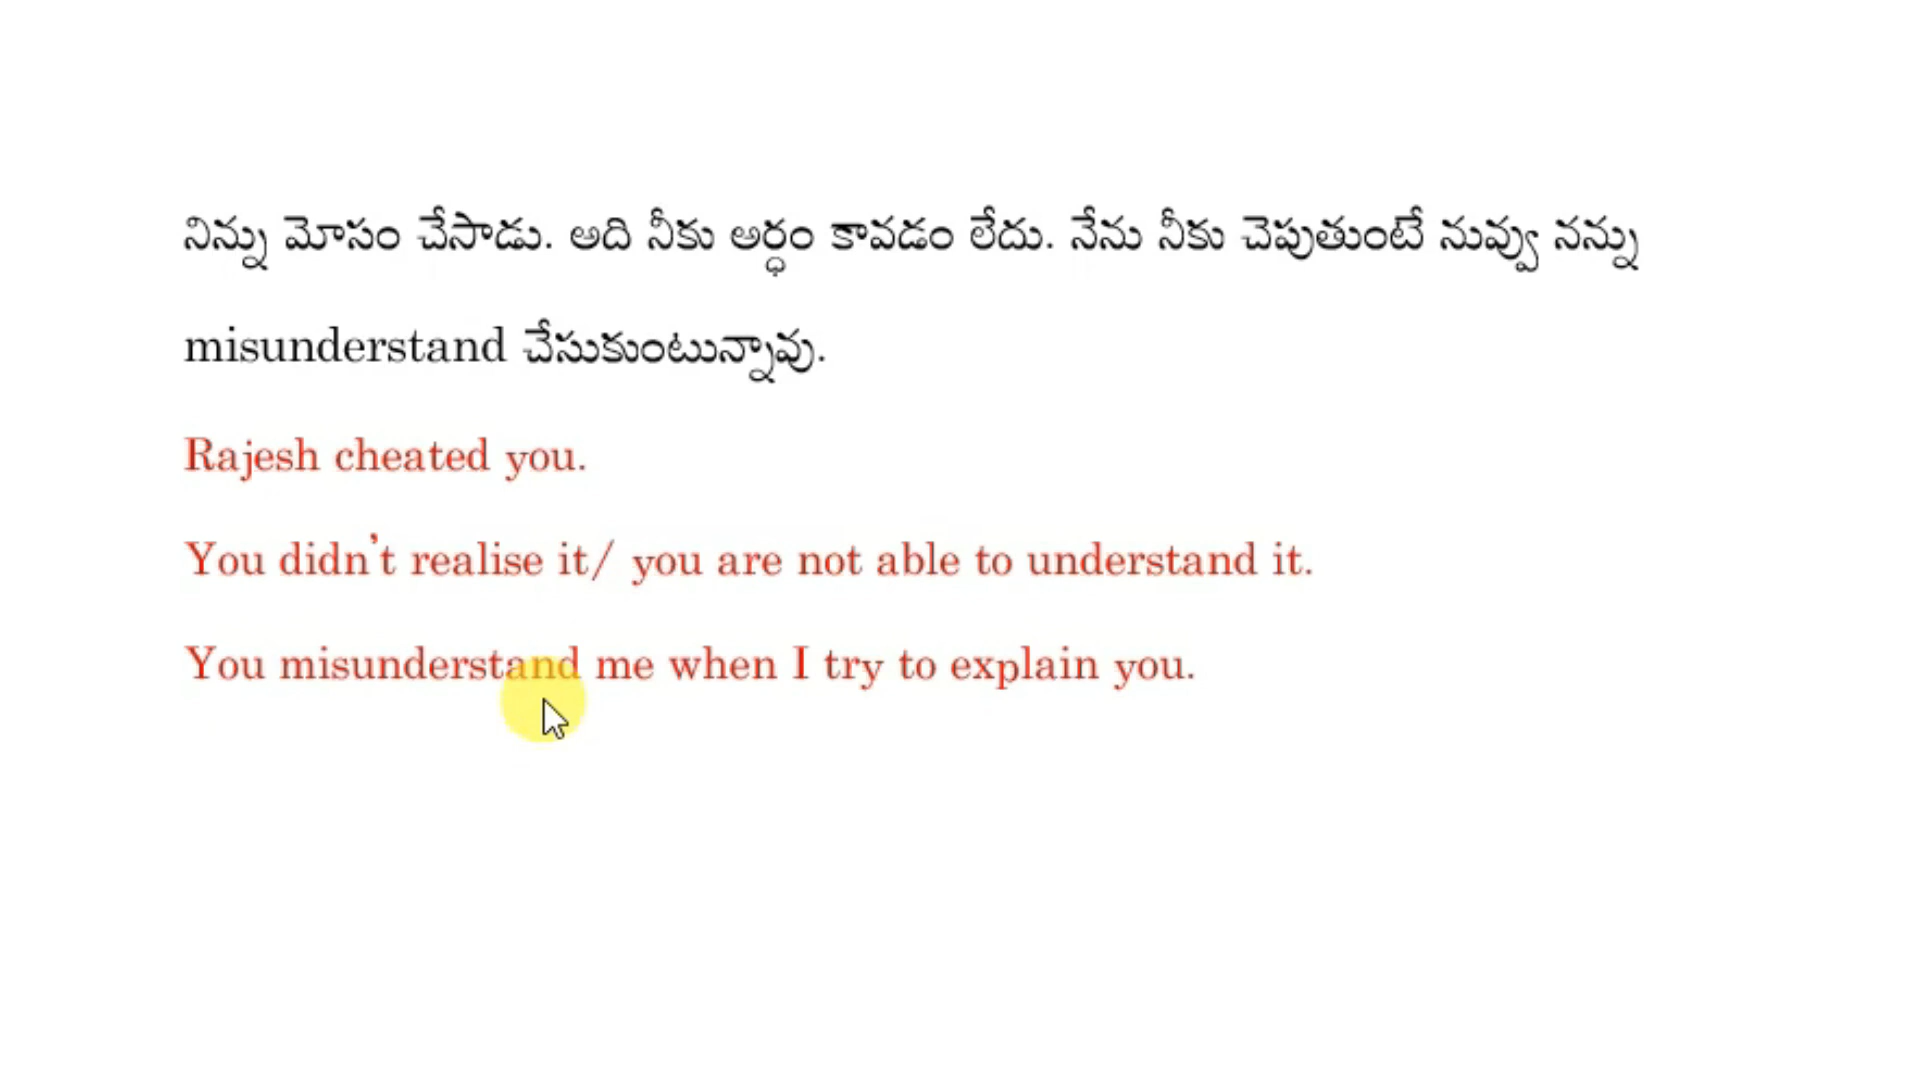 నిన్ను మోసం చేసాడు. అది నీకు అర్ధం కావడం లేదు. నేను నీకు చెపుతుంటే నువ్వు నన్ను
misunderstand చేసుకుంటున్నావు.
Rajesh cheated you.
You didn't realise it/ you are not able to understand it.
You misunderstand me when I try to explain you.